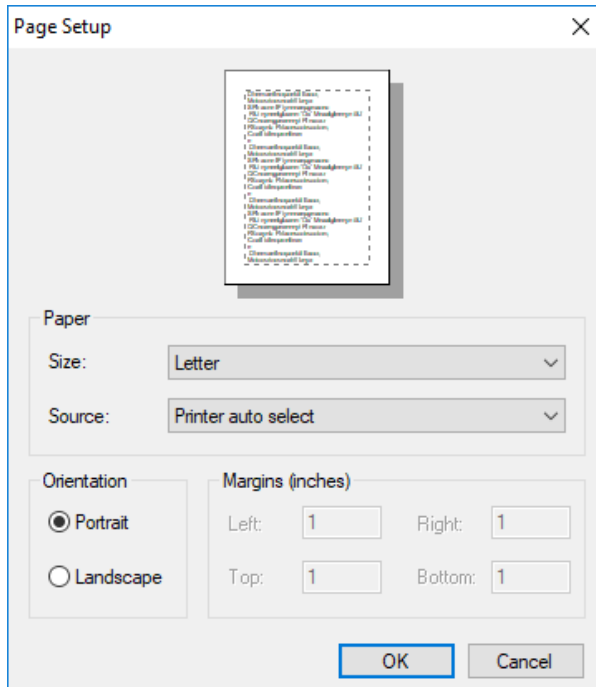 Page Setup
Paper
Size: Letter
Source: Printer auto select
Orientation
Portrait
Landscape
Margins (inches)
Left: 1 Right: 1
Top: 1 Bottom: 1
OK Cancel